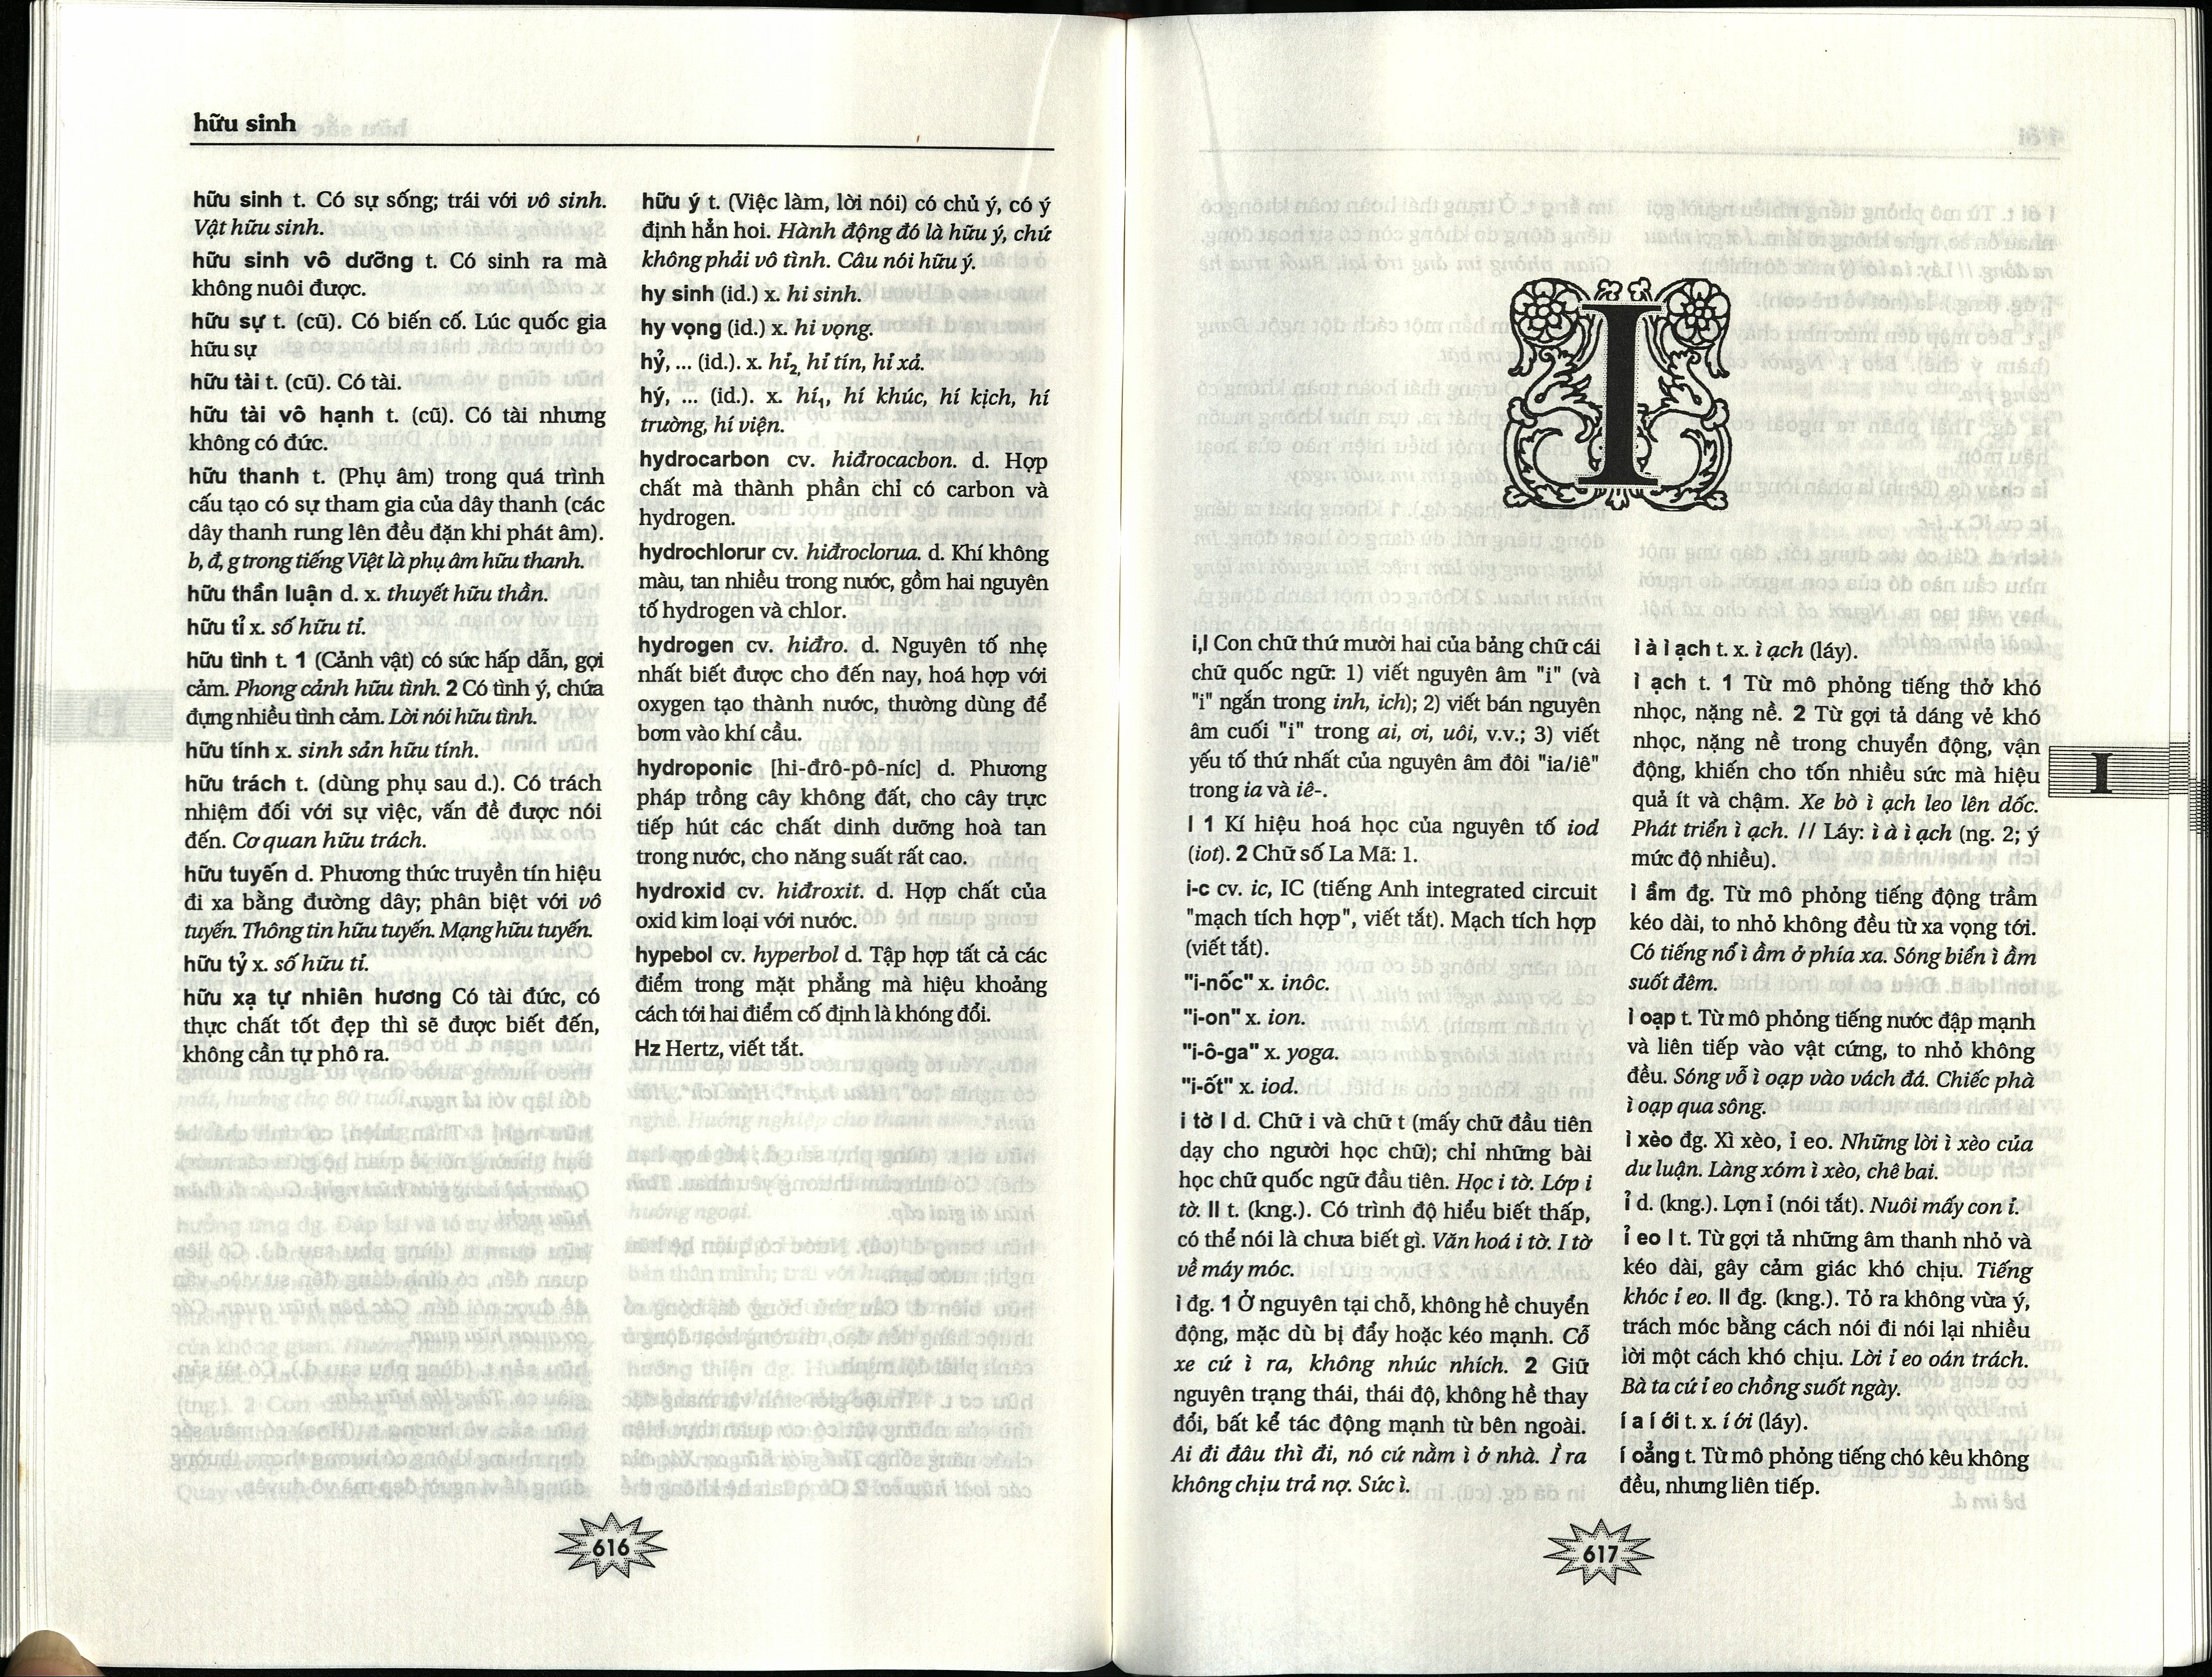 hữu sinh
hữu sinh t. Có sự sống; trái với vô sinh.
Vật hữu sinh.
hữu sinh vô dưỡng t. Có sinh ra mà
không nuôi được.
hữu sự t. (cũ). Có biến cố. Lúc quốc gia
hữu sự
hữu tài t. (cũ). Có tài.
hữu tài vô hạnh t. (cũ). Có tài nhưng
không có đức.
hữu thanh t. (Phụ âm) trong quá trình
cấu tạo có sự tham gia của dây thanh (các
dây thanh rung lên đều đặn khi phát âm).
b, đ, g trong tiếng Việt là phụ âm hữu thanh.
hữu thần luận d. x. thuyết hữu thần.
hữu tỉ x. số hữu tỉ.
hữu tình t. 1 (Cảnh vật) có sức hấp dẫn, gợi
cảm. Phong cảnh hữu tình. 2 Có tình ý, chứa
đựng nhiều tình cảm. Lời nói hữu tình.
hữu tính x. sinh sản hữu tính.
hữu trách t. (dùng phụ sau d.). Có trách
nhiệm đối với sự việc, vấn đề được nói
đến. Cơ quan hữu trách.
hữu tuyến d. Phương thức truyền tín hiệu
đi xa bằng đường dây; phân biệt với vô
tuyến. Thông tin hữu tuyến. Mạng hữu tuyến.
hữu tỷ x. số hữu tỉ.
hữu xạ tự nhiên hương Có tài đức, có
thực chất tốt đẹp thì sẽ được biết đến,
không cần tự phô ra.
hữu ý t. (Việc làm, lời nói) có chủ ý, có ý
định hẳn hoi. Hành động đó là hữu ý, chứ
không phải vô tình. Câu nói hữu ý.
hy sinh (id.) x. hi sinh.
hy vọng (id.) x. hi vọng.
hỷ, ... (id.). x. hỉ2, hỉ tín, hỉ xả.
hý, ... (id.). x. hí1, hí khúc, hí kịch, hí
trường, hí viện.
hydrocarbon cv. hiđrocacbon. d. Hợp
chất mà thành phần chỉ có carbon và
hydrogen.
hydrochlorur cv. hiđroclorua. d. Khí không
màu, tan nhiều trong nước, gồm hai nguyên
tố hydrogen và chlor.
hydrogen cv. hiđro. d. Nguyên tố nhẹ
nhất biết được cho đến nay, hoá hợp với
oxygen tạo thành nước, thường dùng để
bơm vào khí cầu.
hydroponic [hi-đrô-pô-níc] d. Phương
pháp trồng cây không đất, cho cây trực
tiếp hút các chất dinh dưỡng hoà tan
trong nước, cho năng suất rất cao.
hydroxid cv. hiđroxit. d. Hợp chất của
oxid kim loại với nước.
hypebol cv. hyperbol d. Tập hợp tất cả các
điểm trong mặt phẳng mà hiệu khoảng
cách tới hai điểm cố định là không đổi.
Hz Hertz, viết tắt.
616
I
i,I Con chữ thứ mười hai của bảng chữ cái
chữ quốc ngữ: 1) viết nguyên âm "i" (và
"i" ngắn trong inh, ich); 2) viết bán nguyên
âm cuối "i" trong ai, ơi, uôi, v.v.; 3) viết
yếu tố thứ nhất của nguyên âm đôi "ia/iê"
trong ia và iê-.
I 1 Kí hiệu hoá học của nguyên tố iod
(iot). 2 Chữ số La Mã: 1.
i-c cv. ic, IC (tiếng Anh integrated circuit
"mạch tích hợp", viết tắt). Mạch tích hợp
(viết tắt).
"i-nốc" x. inôc.
"i-on" x. ion.
"i-ô-ga" x. yoga.
"i-ốt" x. iod.
i tờ I d. Chữ i và chữ t (mấy chữ đầu tiên
dạy cho người học chữ); chỉ những bài
học chữ quốc ngữ đầu tiên. Học i tờ. Lớp i
tờ. II t. (kng.). Có trình độ hiểu biết thấp,
có thể nói là chưa biết gì. Văn hoá i tờ. I tờ
về máy móc.
ì đg. 1 Ở nguyên tại chỗ, không hề chuyển
động, mặc dù bị đẩy hoặc kéo mạnh. Cỗ
xe cứ ì ra, không nhúc nhích. 2 Giữ
nguyên trạng thái, thái độ, không hề thay
đổi, bất kể tác động mạnh từ bên ngoài.
Ai đi đâu thì đi, nó cứ nằm ì ở nhà. Ì ra
không chịu trả nợ. Sức ì.
ì à ì ạch t. x. ì ạch (láy).
ì ạch t. 1 Từ mô phỏng tiếng thở khó
nhọc, nặng nề. 2 Từ gợi tả dáng vẻ khó
nhọc, nặng nề trong chuyển động, vận
động, khiến cho tốn nhiều sức mà hiệu
quả ít và chậm. Xe bò ì ạch leo lên dốc.
Phát triển ì ạch. // Láy: ì à ì ạch (ng. 2; ý
mức độ nhiều).
ì ầm đg. Từ mô phỏng tiếng động trầm
kéo dài, to nhỏ không đều từ xa vọng tới.
Có tiếng nổ ì ầm ở phía xa. Sóng biển ì ầm
suốt đêm.
ì oạp t. Từ mô phỏng tiếng nước đập mạnh
và liên tiếp vào vật cứng, to nhỏ không
đều. Sóng vỗ ì oạp vào vách đá. Chiếc phà
ì oạp qua sông.
ì xèo đg. Xì xèo, ỉ eo. Những lời ì xèo của
dư luận. Làng xóm ì xèo, chê bai.
ỉ d. (kng.). Lợn ỉ (nói tắt). Nuôi mấy con ỉ.
ỉ eo I t. Từ gợi tả những âm thanh nhỏ và
kéo dài, gây cảm giác khó chịu. Tiếng
khóc ỉ eo. II đg. (kng.). Tỏ ra không vừa ý,
trách móc bằng cách nói đi nói lại nhiều
lời một cách khó chịu. Lời ỉ eo oán trách.
Bà ta cứ ỉ eo chồng suốt ngày.
í a í ới t. x. í ới (láy).
í oẳng t. Từ mô phỏng tiếng chó kêu không
đều, nhưng liên tiếp.
I
617